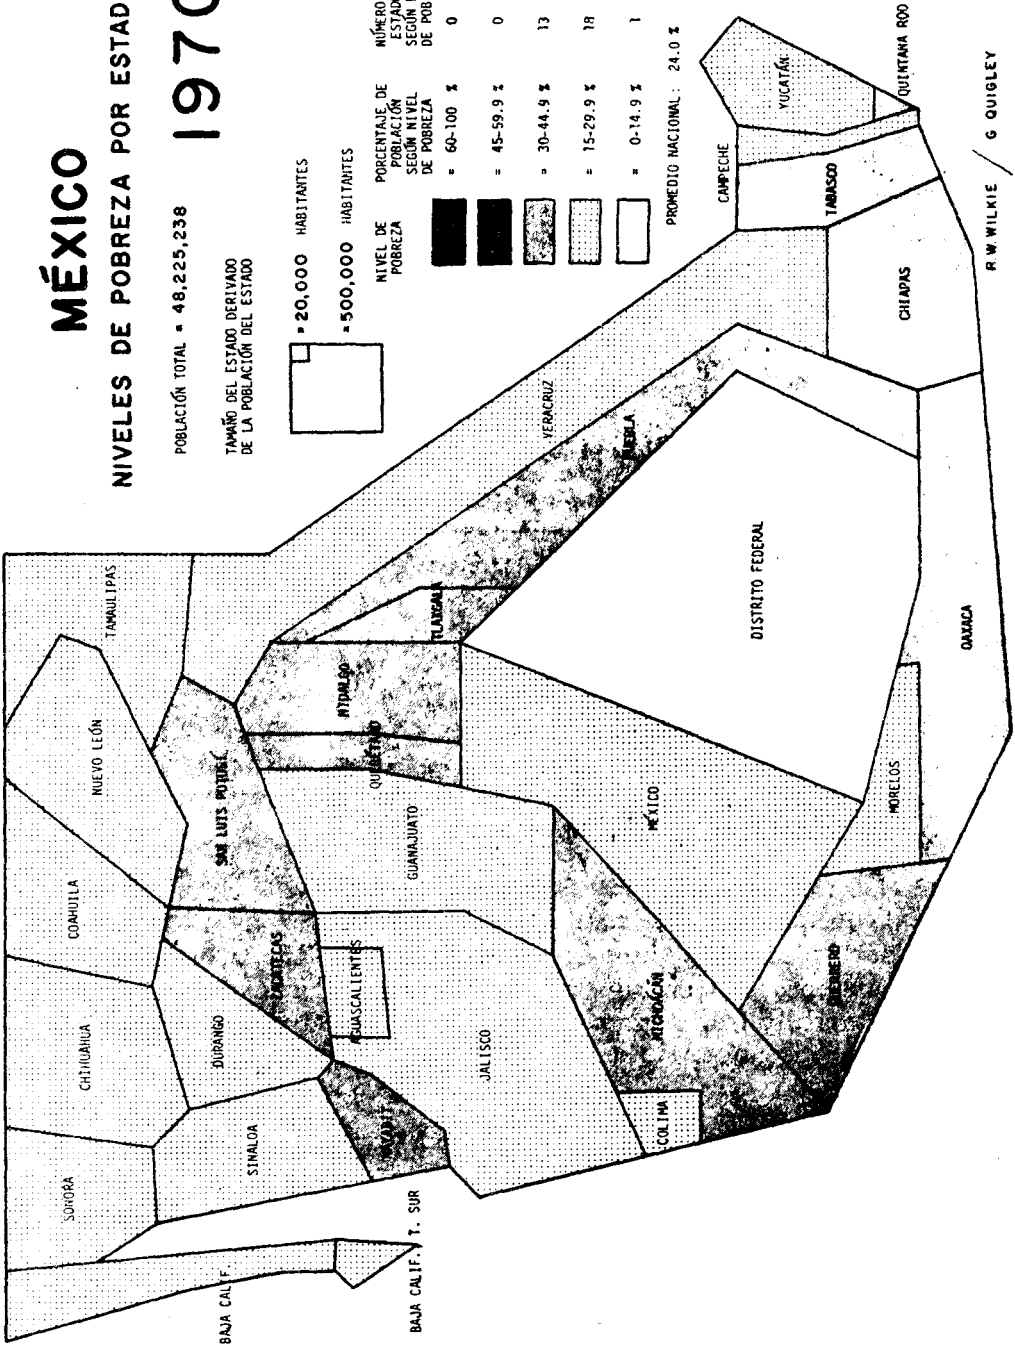 MÉXICO
NIVELES DE POBREZA POR ESTAD
1970
POBLACIÓN TOTAL = 48,225,238
TAMAÑO DEL ESTADO DERIVADO
DE LA POBLACIÓN DEL ESTADO
= 20,000 HABITANTES
= 500,000 HABITANTES
NIVEL DE
POBREZA
PORCENTAJE DE
POBLACIÓN
SEGÚN NIVEL
DE POBREZA
NÚMERO
ESTAD
SEGÚN
DE POB
= 60-100 % 0
= 45-59.9 % 0
= 30-44.9 % 13
= 15-29.9 % 18
= 0-14.9 % 1
PROMEDIO NACIONAL: 24.0 %
TAMAULIPAS
NUEVO LEÓN
COAHUILA
CHIHUAHUA
SONORA
BAJA CALIF.
BAJA CALIF., T. SUR
SINALOA
DURANGO
ZACATECAS
SAN LUIS POTOSÍ
NAYARIT
AGUASCALIENTES
JALISCO
COLIMA
MICHOACÁN
GUANAJUATO
QUERÉTARO
HIDALGO
TLAXCALA
PUEBLA
VERACRUZ
MÉXICO
DISTRITO FEDERAL
MORELOS
GUERRERO
OAXACA
CHIAPAS
TABASCO
CAMPECHE
YUCATÁN
QUINTANA ROO
R.W. WILKIE / G QUIGLEY